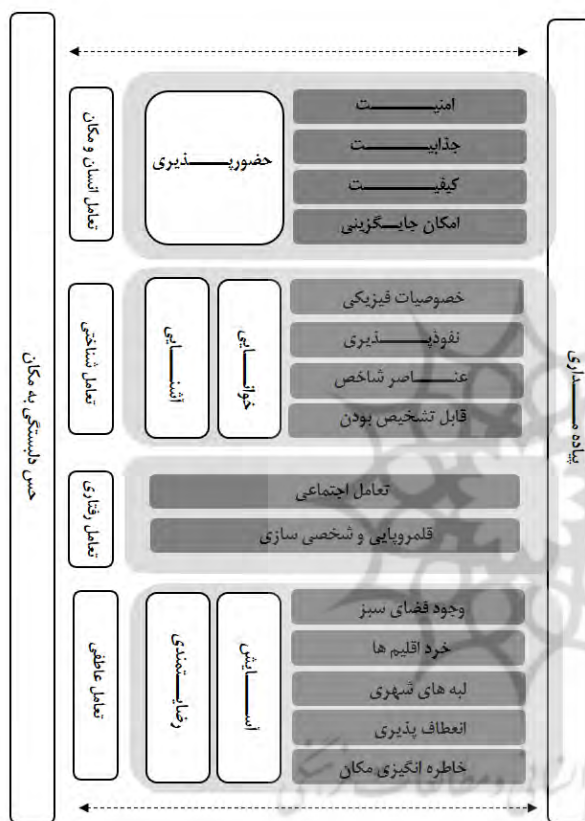 پیاده مداری
امنیت
جذابیت
کیفیت
امکان جایگزینی
حضورپذیری
تعامل انسان و مکان
خصوصیات فیزیکی
نفوذپذیری
عناصر شاخص
قابل تشخیص بودن
خوانایی
آشنایی
تعامل شناختی
تعامل اجتماعی
قلمروپایی و شخصی سازی
تعامل رفتاری
وجود فضای سبز
خرد اقلیم ها
لبه های شهری
انعطاف پذیری
خاطره انگیزی مکان
آسایش
رضایتمندی
تعامل عاطفی
حس دلبستگی به مکان